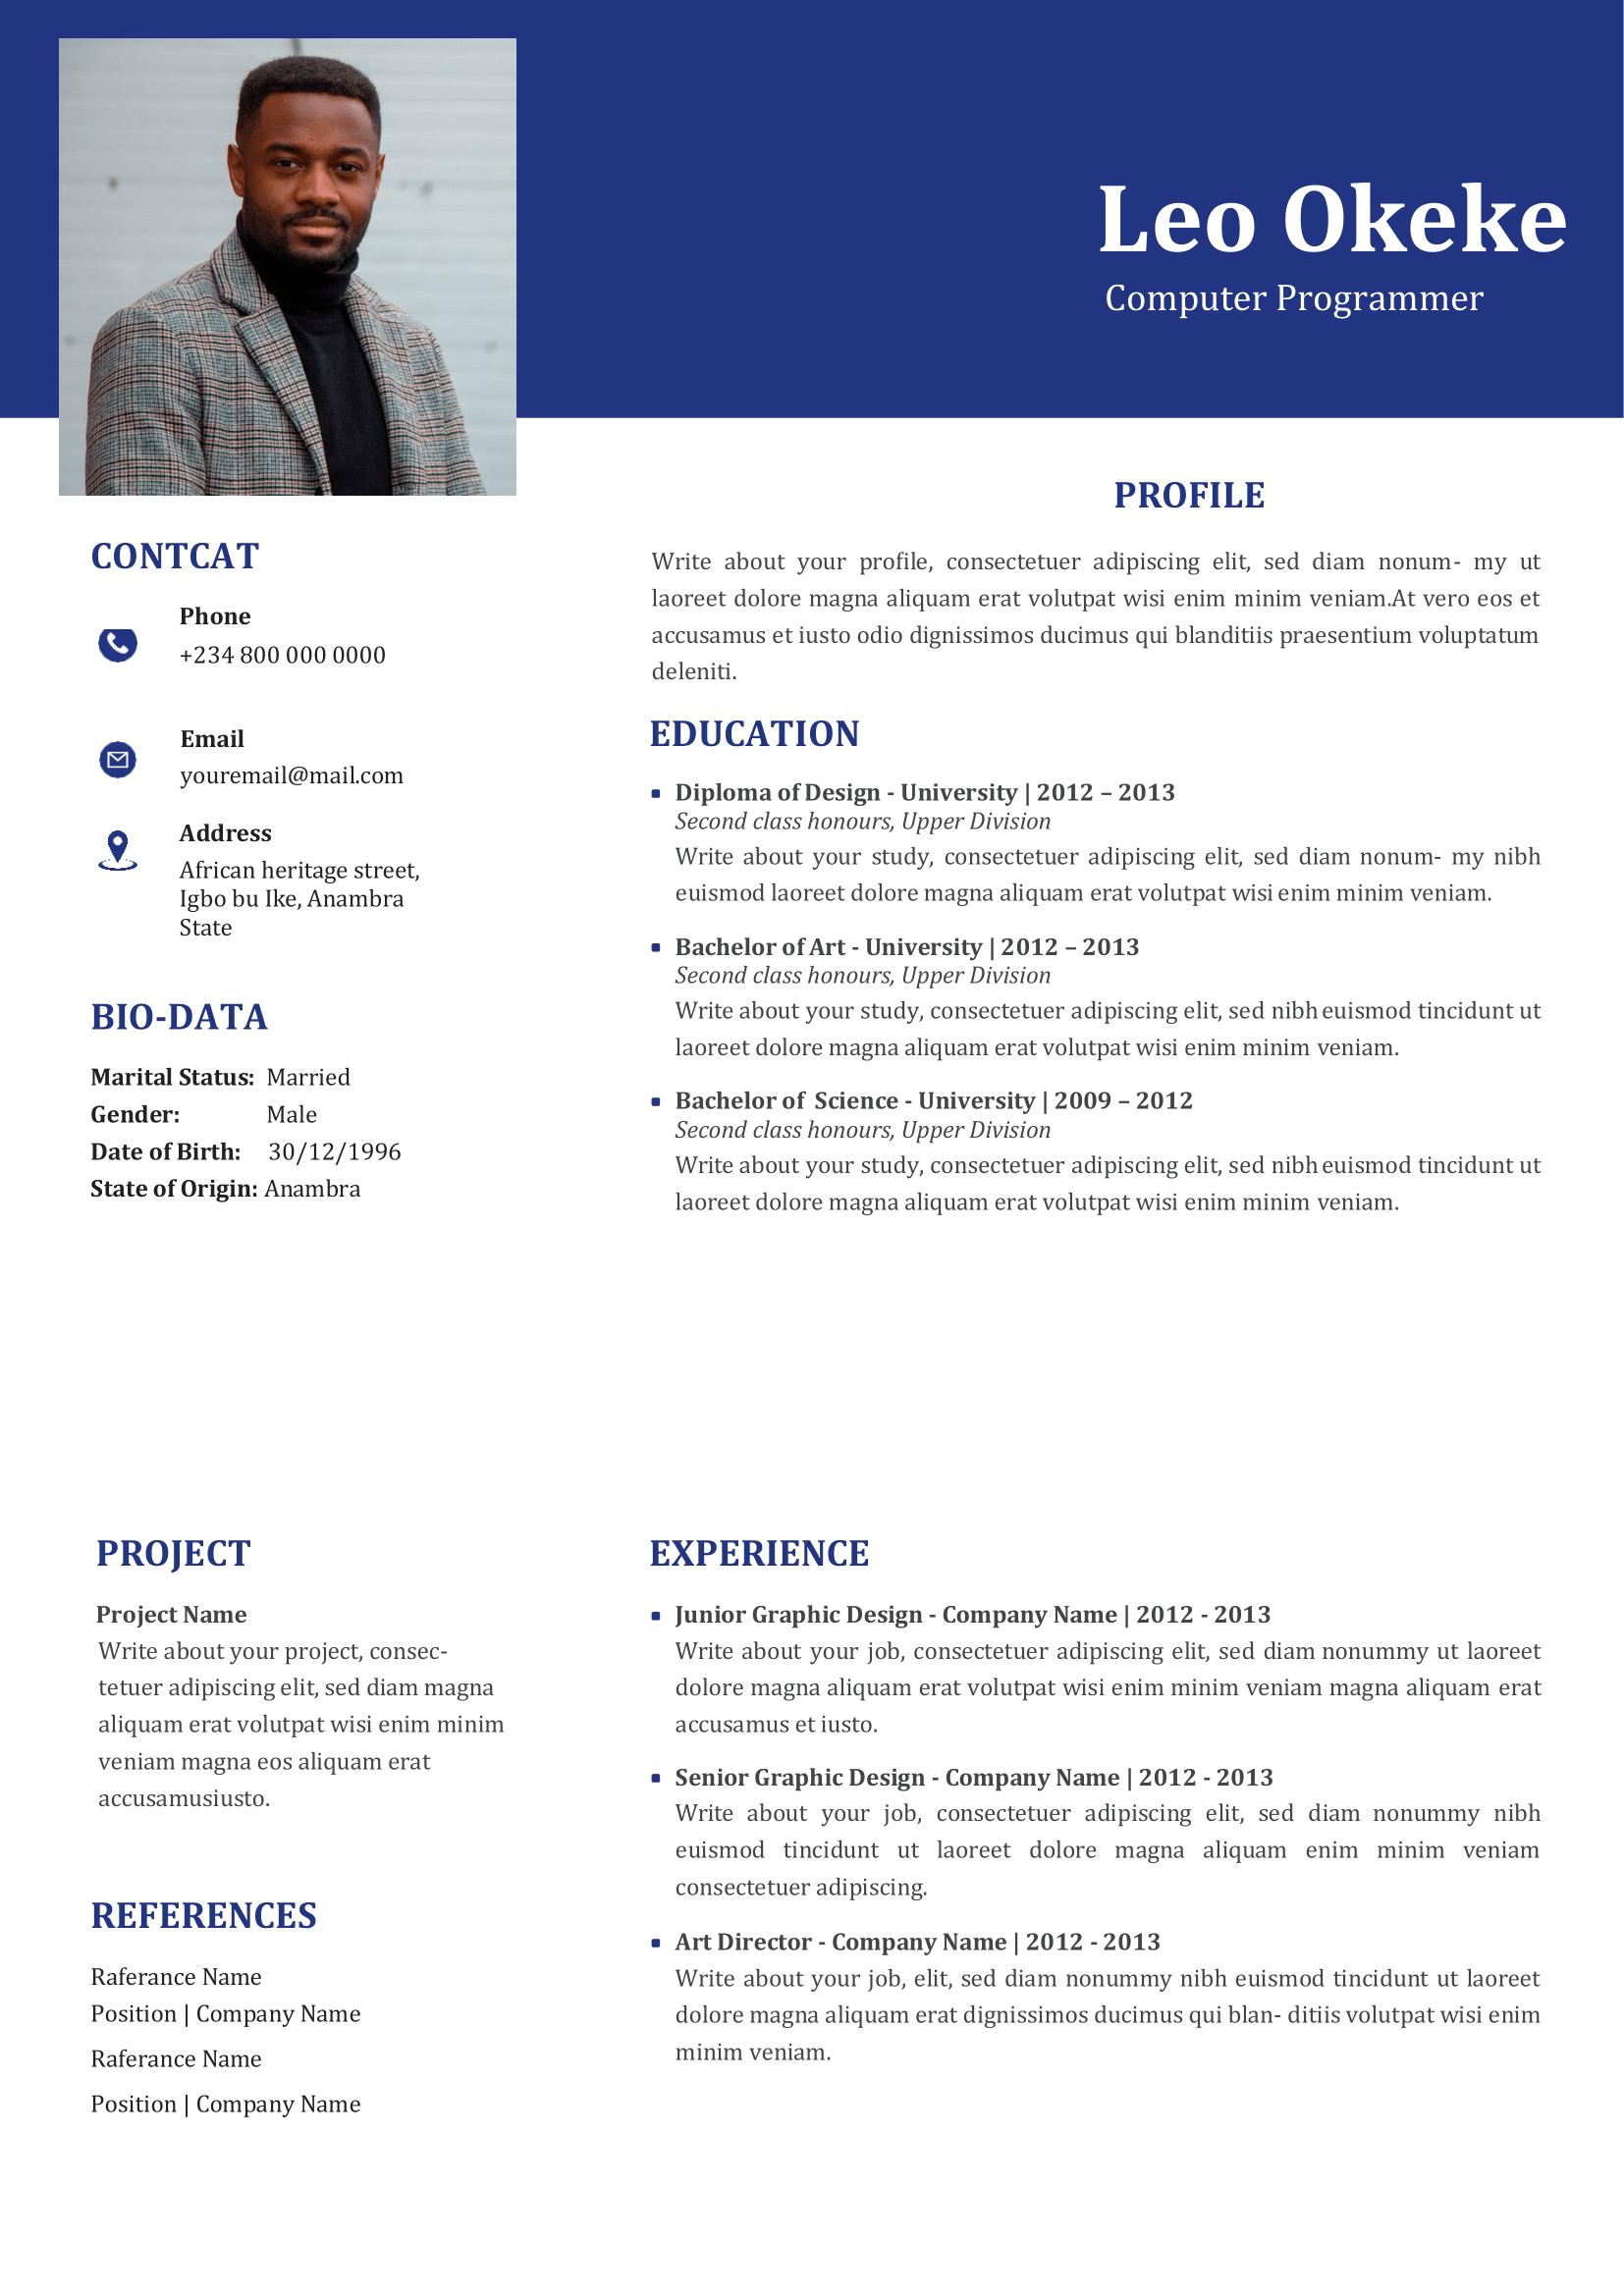 Leo Okeke
Computer Programmer
CONTCAT
Phone
+234 800 000 0000
Email
youremail@mail.com
Address
African heritage street,
Igbo bu Ike, Anambra
State
BIO-DATA
Marital Status: Married
Gender: Male
Date of Birth: 30/12/1996
State of Origin: Anambra
PROFILE
Write about your profile, consectetuer adipiscing elit, sed diam nonum- my ut
laoreet dolore magna aliquam erat volutpat wisi enim minim veniam.At vero eos et
accusamus et iusto odio dignissimos ducimus qui blanditiis praesentium voluptatum
deleniti.
EDUCATION
Diploma of Design - University | 2012 – 2013
Second class honours, Upper Division
Write about your study, consectetuer adipiscing elit, sed diam nonum- my nibh
euismod laoreet dolore magna aliquam erat volutpat wisi enim minim veniam.
Bachelor of Art - University | 2012 – 2013
Second class honours, Upper Division
Write about your study, consectetuer adipiscing elit, sed nibh euismod tincidunt ut
laoreet dolore magna aliquam erat volutpat wisi enim minim veniam.
Bachelor of Science - University | 2009 – 2012
Second class honours, Upper Division
Write about your study, consectetuer adipiscing elit, sed nibh euismod tincidunt ut
laoreet dolore magna aliquam erat volutpat wisi enim minim veniam.
PROJECT
Project Name
Write about your project, consec-
tetuer adipiscing elit, sed diam magna
aliquam erat volutpat wisi enim minim
veniam magna eos aliquam erat
accusamusiusto.
REFERENCES
Raferance Name
Position | Company Name
Raferance Name
Position | Company Name
EXPERIENCE
Junior Graphic Design - Company Name | 2012 - 2013
Write about your job, consectetuer adipiscing elit, sed diam nonummy ut laoreet
dolore magna aliquam erat volutpat wisi enim minim veniam magna aliquam erat
accusamus et iusto.
Senior Graphic Design - Company Name | 2012 - 2013
Write about your job, consectetuer adipiscing elit, sed diam nonummy nibh
euismod tincidunt ut laoreet dolore magna aliquam enim minim veniam
consectetuer adipiscing.
Art Director - Company Name | 2012 - 2013
Write about your job, elit, sed diam nonummy nibh euismod tincidunt ut laoreet
dolore magna aliquam erat dignissimos ducimus qui blan- ditiis volutpat wisi enim
minim veniam.